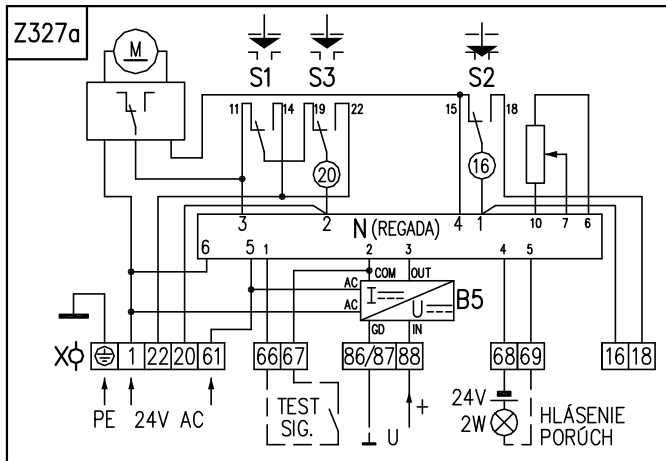 Z327a
M
S1 S3 S2
11 14 19 22 15 18
20 16
3 2 4 1 10 7 6
N (REGADA)
6 5 1 2 3 4 5
COM OUT
AC
AC
I U
B5
GD IN
X 1 22 20 61 66 67 86/87 88 68 69 16 18
PE 24V AC
TEST
SIG.
U +
24V
2W
HLÁSENIE
PORÚCH